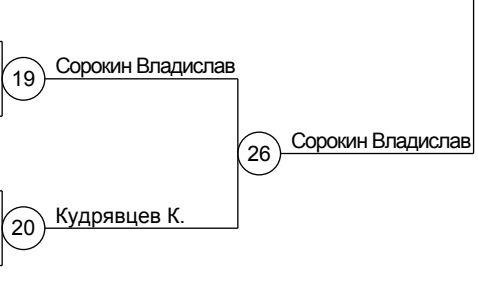 19 Сорокин Владислав
26 Сорокин Владислав
20 Кудрявцев К.